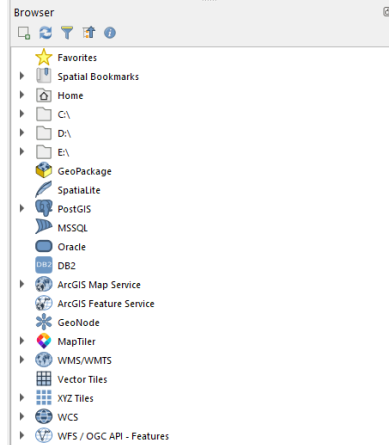 Browser
Favorites
Spatial Bookmarks
Home
C:\
D:\
E:\
GeoPackage
SpatiaLite
PostGIS
MSSQL
Oracle
DB2 DB2
ArcGIS Map Service
ArcGIS Feature Service
GeoNode
MapTiler
WMS/WMTS
Vector Tiles
XYZ Tiles
WCS
WFS / OGC API - Features